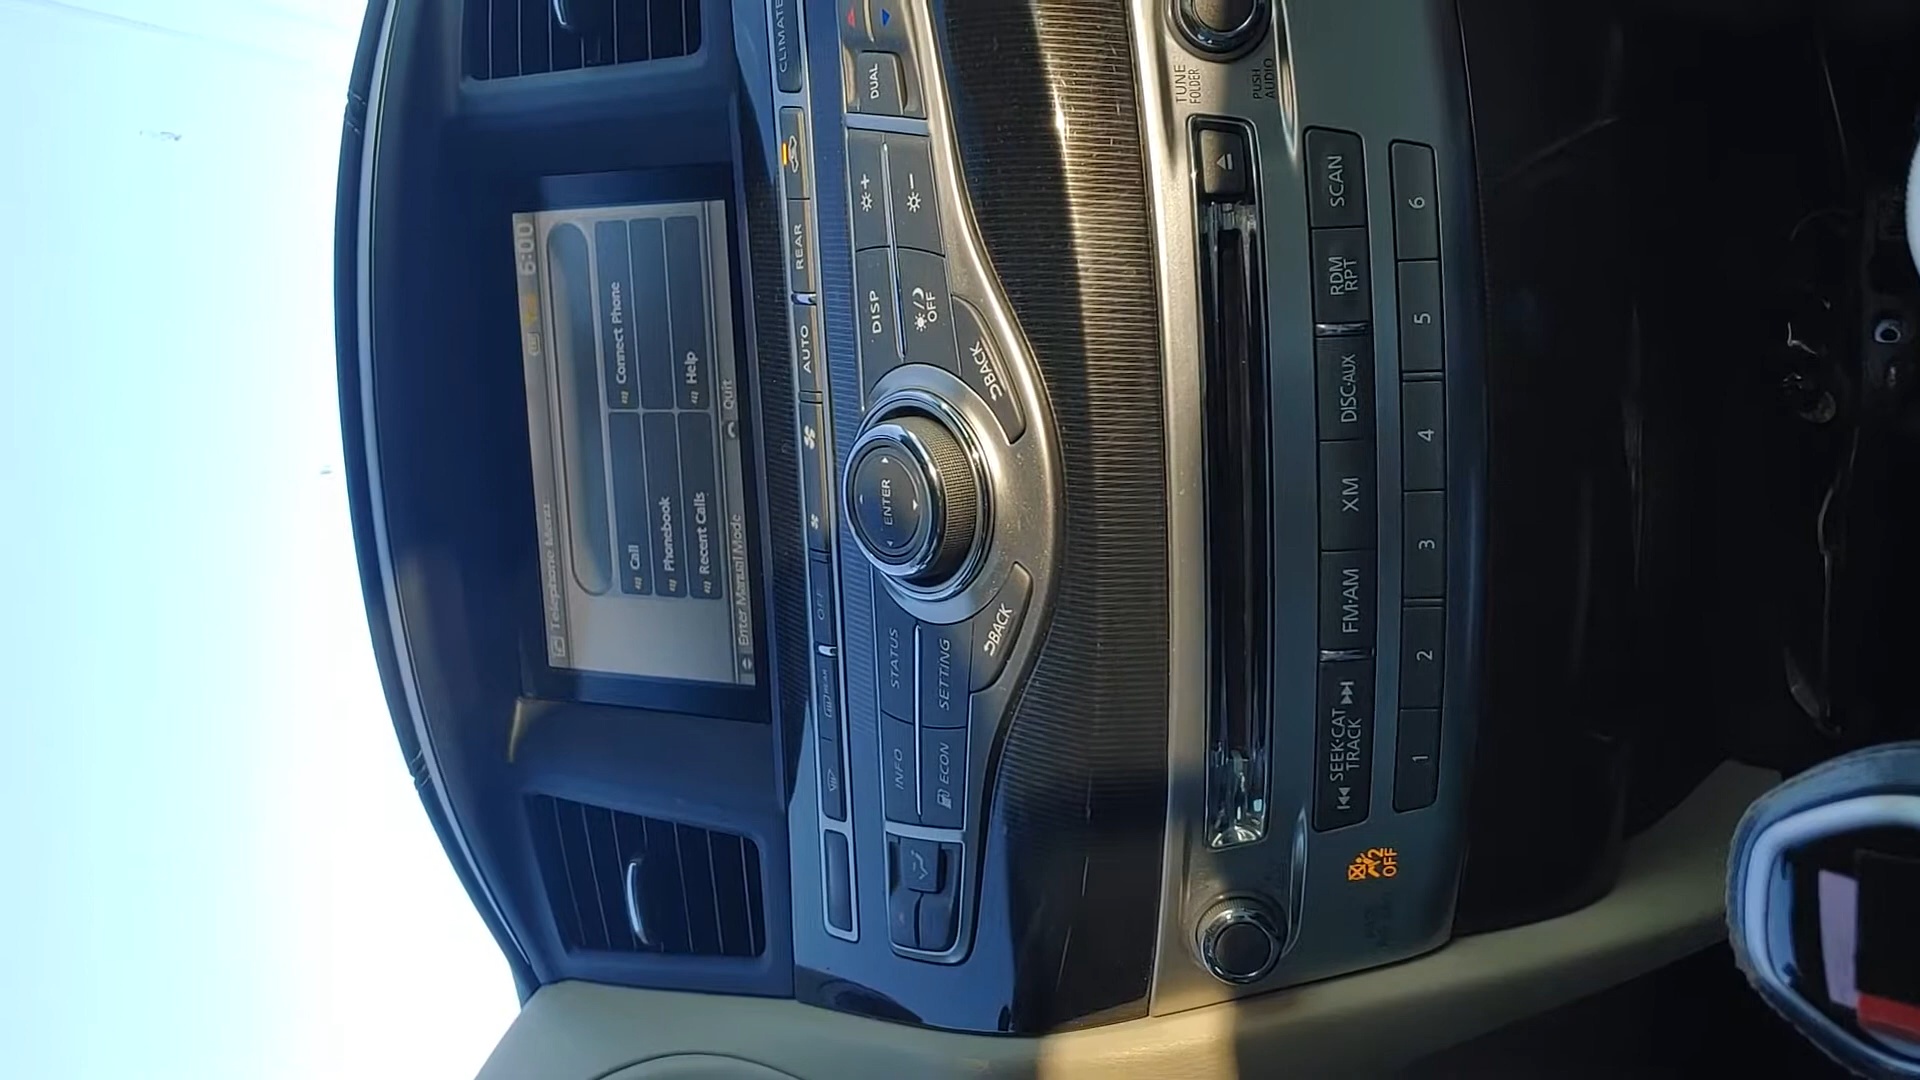 6:00
Telephone Menu
Call
Connect Phone
Phonebook
Recent Calls
Help
Enter Manual Mode
Quit
REAR
OFF
AUTO
REAR
CLIMATE
INFO
STATUS
DISP
DUAL
ECON
SETTING
ENTER
OFF
BACK
BACK
TUNE
FOLDER
PUSH
AUDIO
SEEK·CAT
TRACK
FM·AM
XM
DISC·AUX
RDM
RPT
SCAN
2
OFF
1
2
3
4
5
6